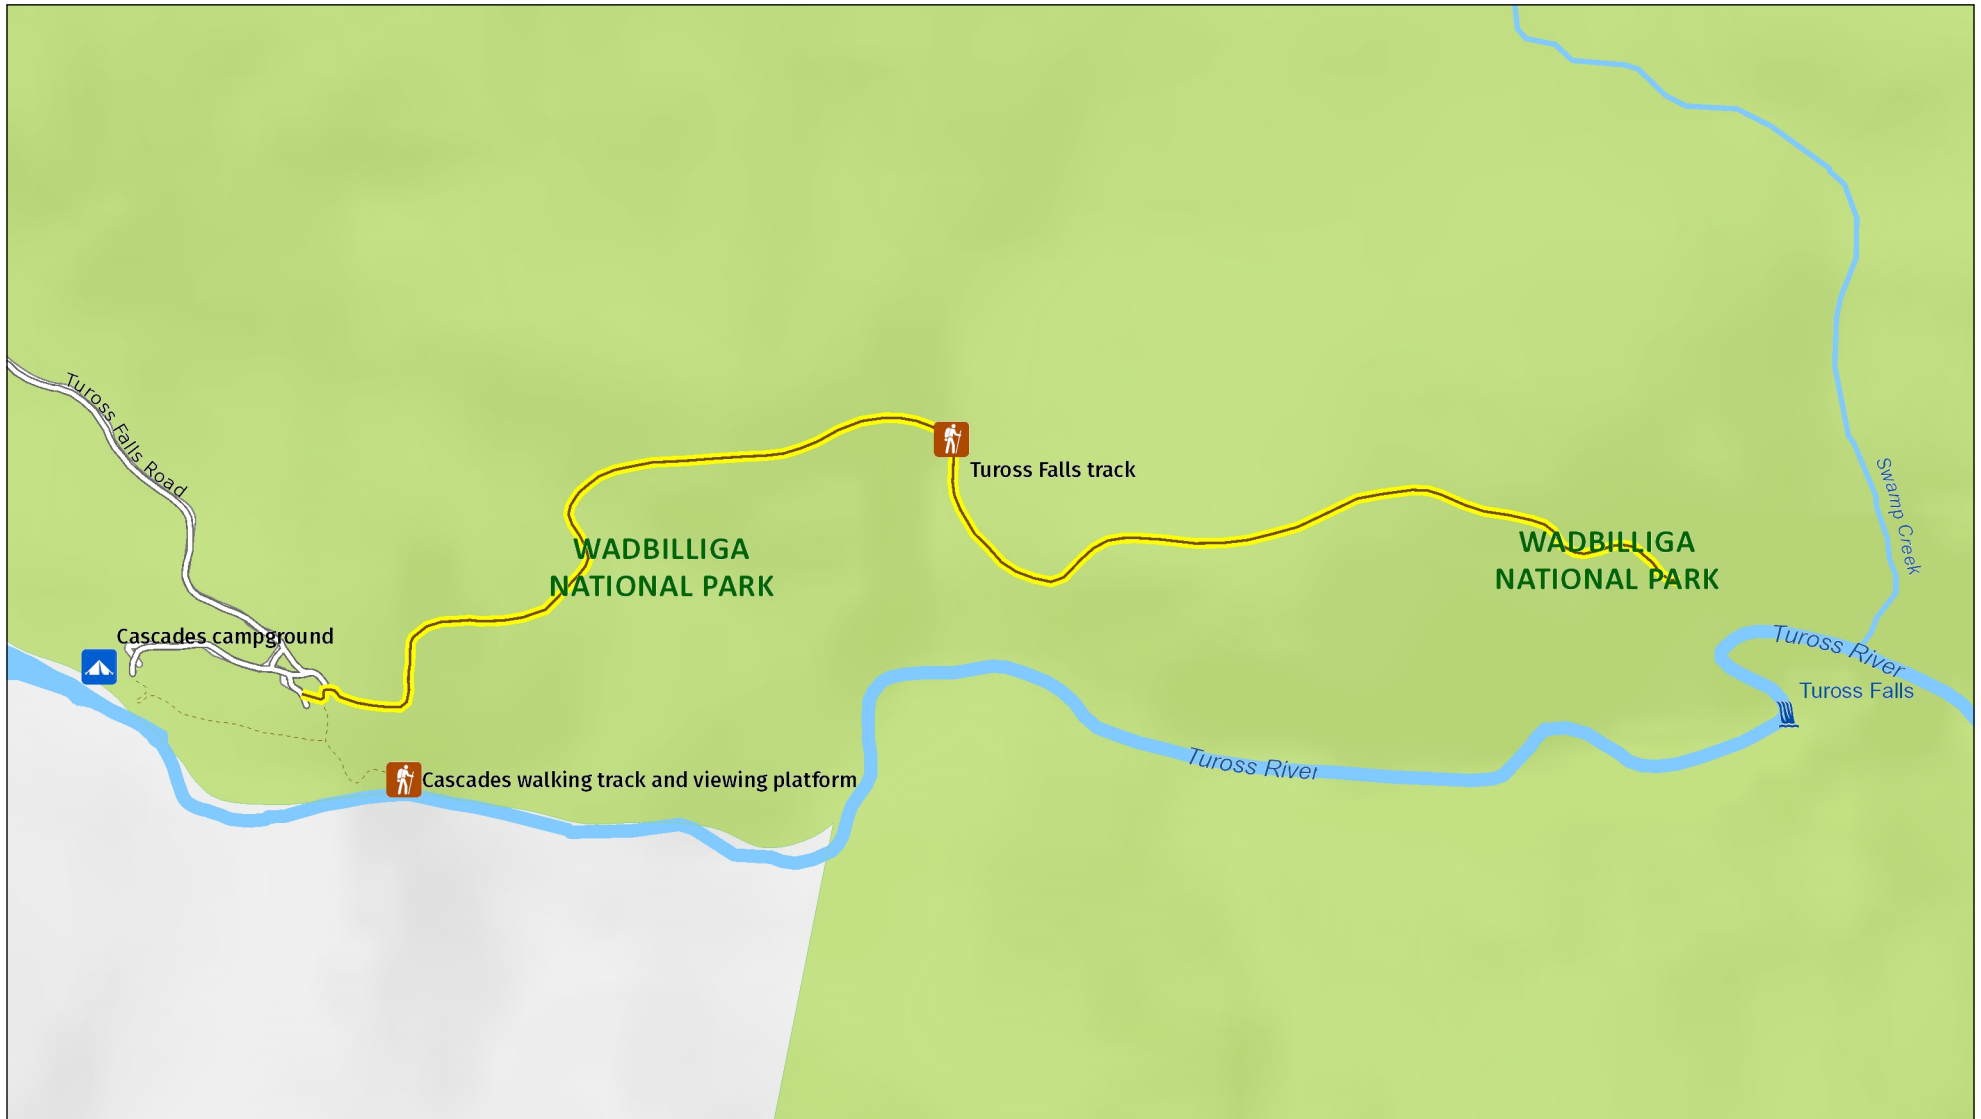 Tuross Falls Road
Tuross Falls track
Swamp Creek
WADBILLIGA
NATIONAL PARK
WADBILLIGA
NATIONAL PARK
Cascades campground
Tuross River
Tuross Falls
Tuross River
Cascades walking track and viewing platform